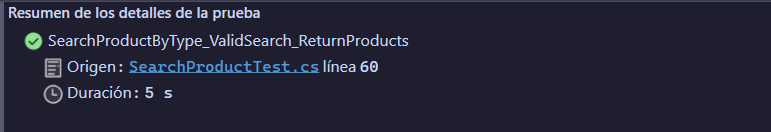 Resumen de los detalles de la prueba
SearchProductByType_ValidSearch_ReturnProducts
Origen: SearchProductTest.cs línea 60
Duración: 5 s